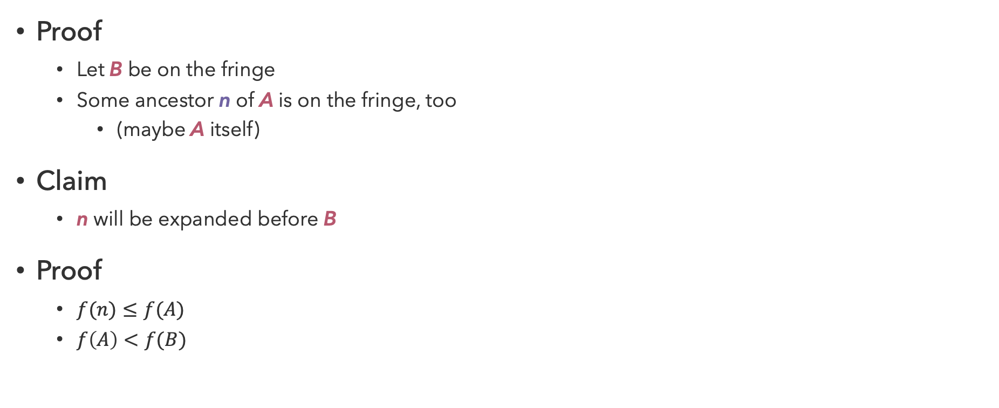 • Proof
• Let B be on the fringe
• Some ancestor n of A is on the fringe, too
• (maybe A itself)
• Claim
• n will be expanded before B
• Proof
• f(n) ≤ f(A)
• f(A) < f(B)